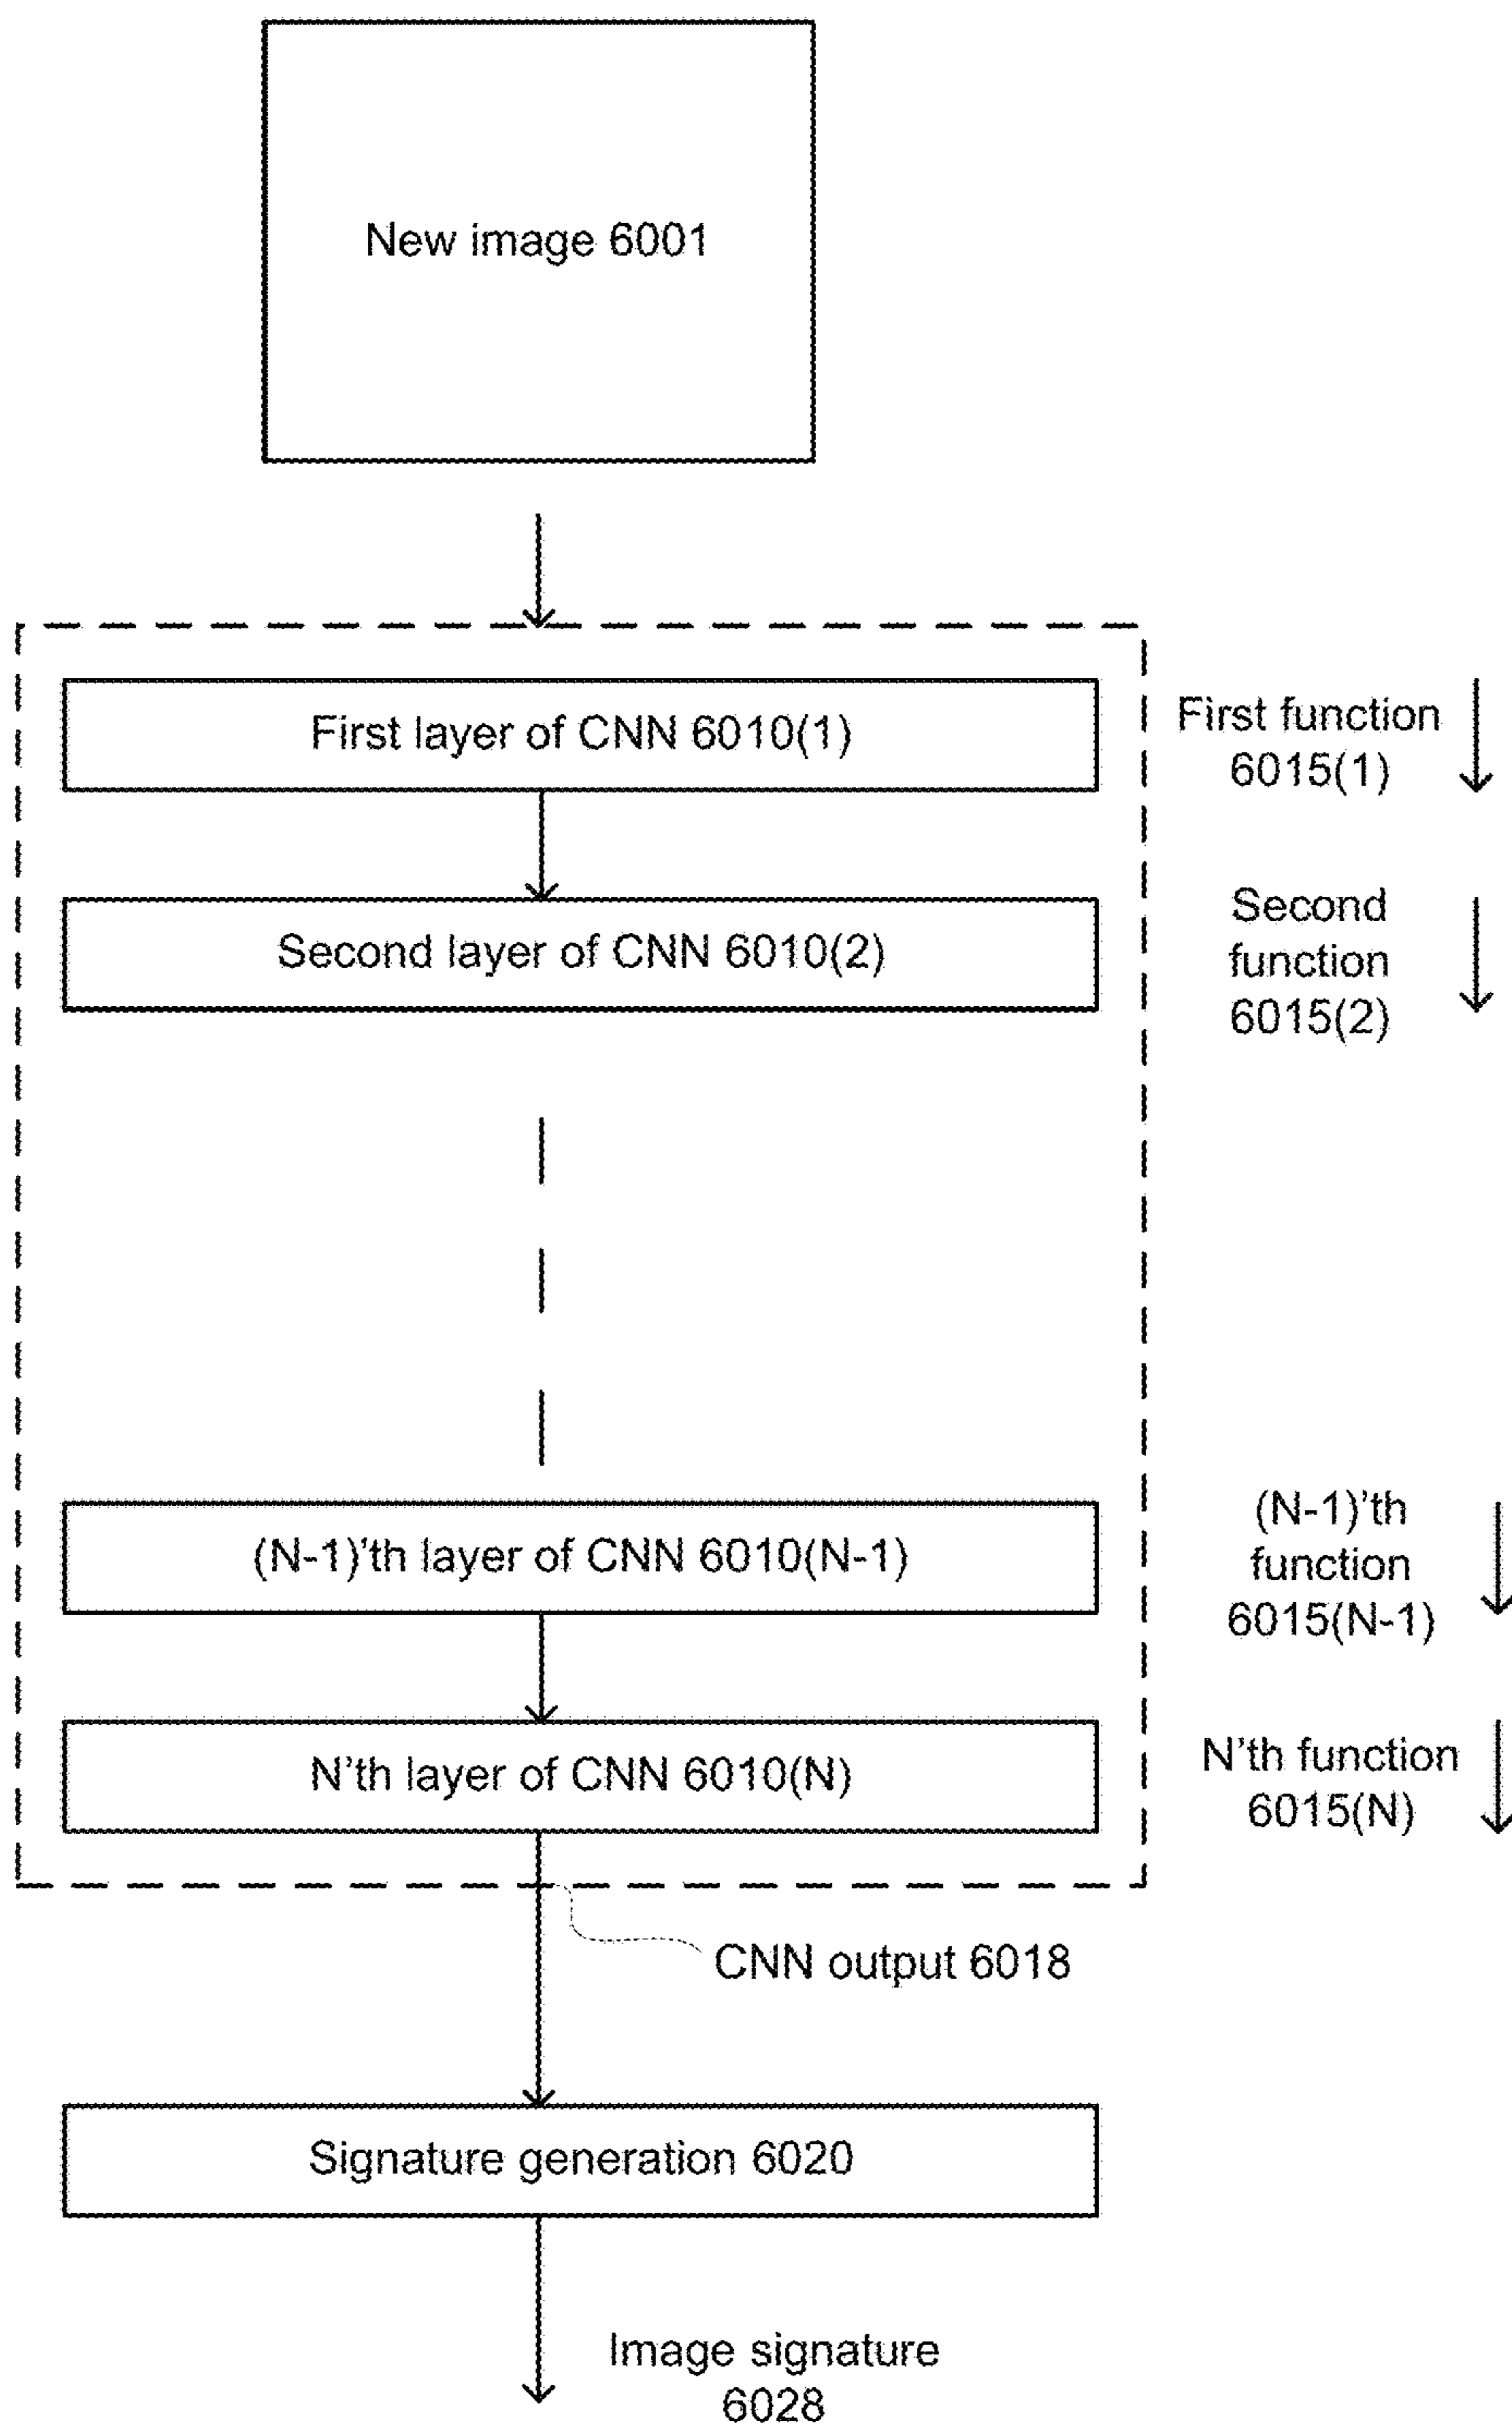 New image 6001
First layer of CNN 6010(1)
First function
6015(1)
Second layer of CNN 6010(2)
Second
function
6015(2)
(N-1)'th layer of CNN 6010(N-1)
(N-1)'th
function
6015(N-1)
N'th layer of CNN 6010(N)
N'th function
6015(N)
CNN output 6018
Signature generation 6020
Image signature
6028